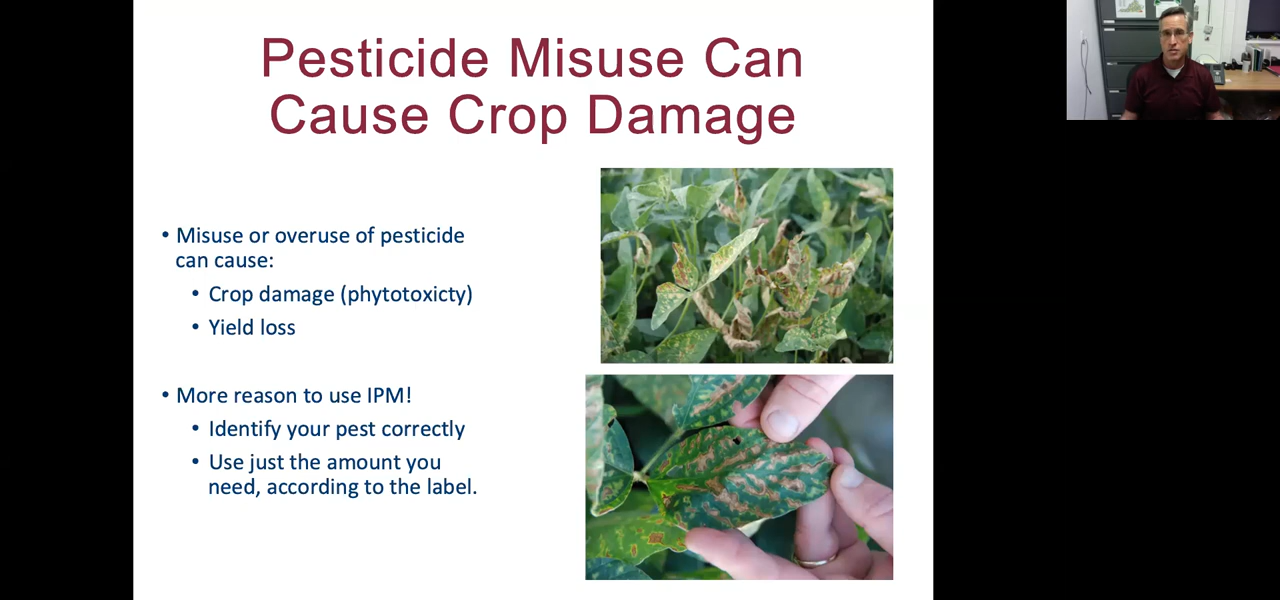 Pesticide Misuse Can
Cause Crop Damage
• Misuse or overuse of pesticide
can cause:
• Crop damage (phytotoxicty)
• Yield loss
• More reason to use IPM!
• Identify your pest correctly
• Use just the amount you
need, according to the label.